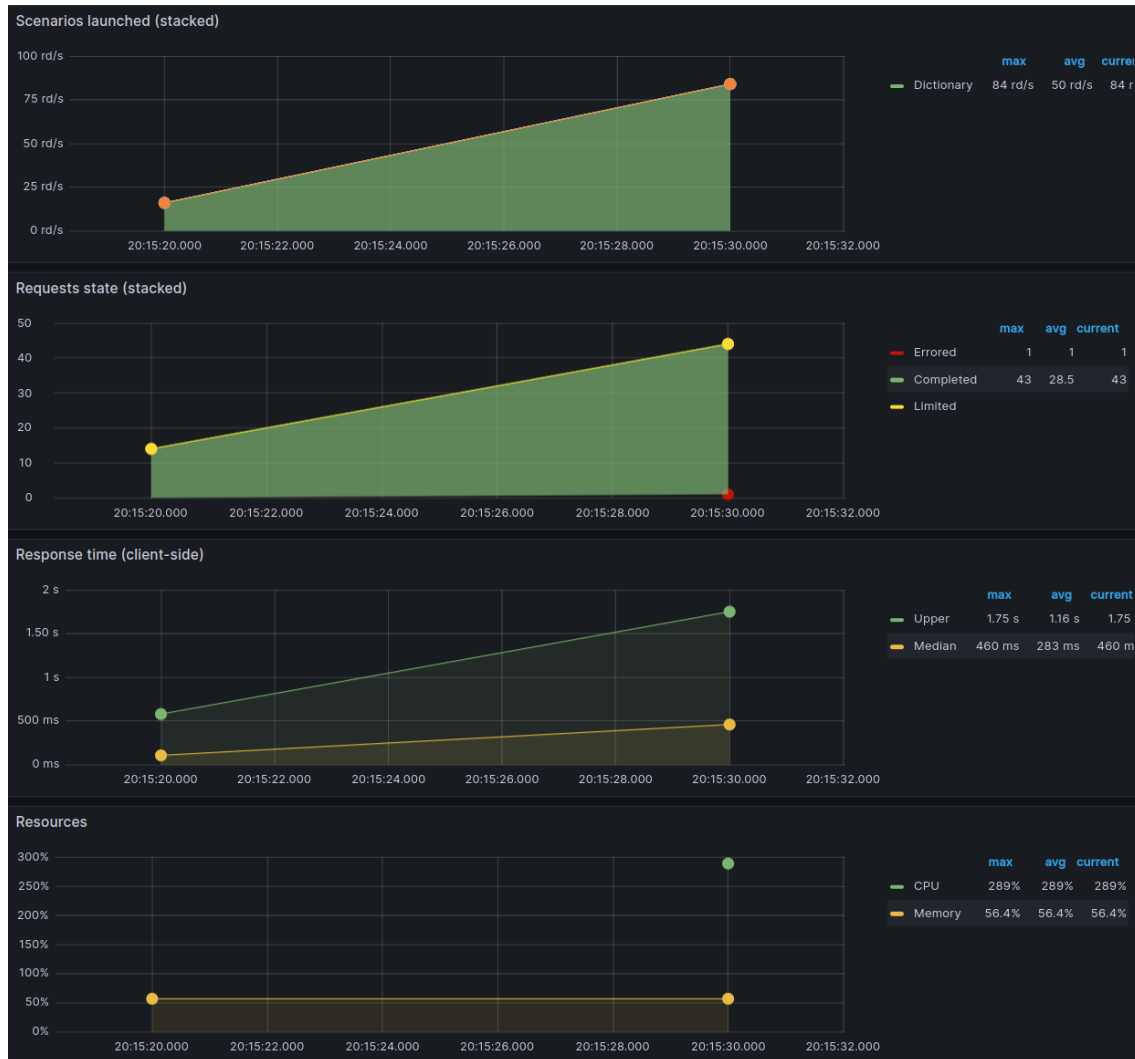 Scenarios launched (stacked)
100 rd/s
75 rd/s
50 rd/s
25 rd/s
0 rd/s
20:15:20.000 20:15:22.000 20:15:24.000 20:15:26.000 20:15:28.000 20:15:30.000 20:15:32.000
max avg curre
Dictionary 84 rd/s 50 rd/s 84 r
Requests state (stacked)
50
40
30
20
10
0
20:15:20.000 20:15:22.000 20:15:24.000 20:15:26.000 20:15:28.000 20:15:30.000 20:15:32.000
max avg current
Errored 1 1 1
Completed 43 28.5 43
Limited
Response time (client-side)
2 s
1.50 s
1 s
500 ms
0 ms
20:15:20.000 20:15:22.000 20:15:24.000 20:15:26.000 20:15:28.000 20:15:30.000 20:15:32.000
max avg current
Upper 1.75 s 1.16 s 1.75
Median 460 ms 283 ms 460 m
Resources
300%
250%
200%
150%
100%
50%
0%
20:15:20.000 20:15:22.000 20:15:24.000 20:15:26.000 20:15:28.000 20:15:30.000 20:15:32.000
max avg current
CPU 289% 289% 289%
Memory 56.4% 56.4% 56.4%